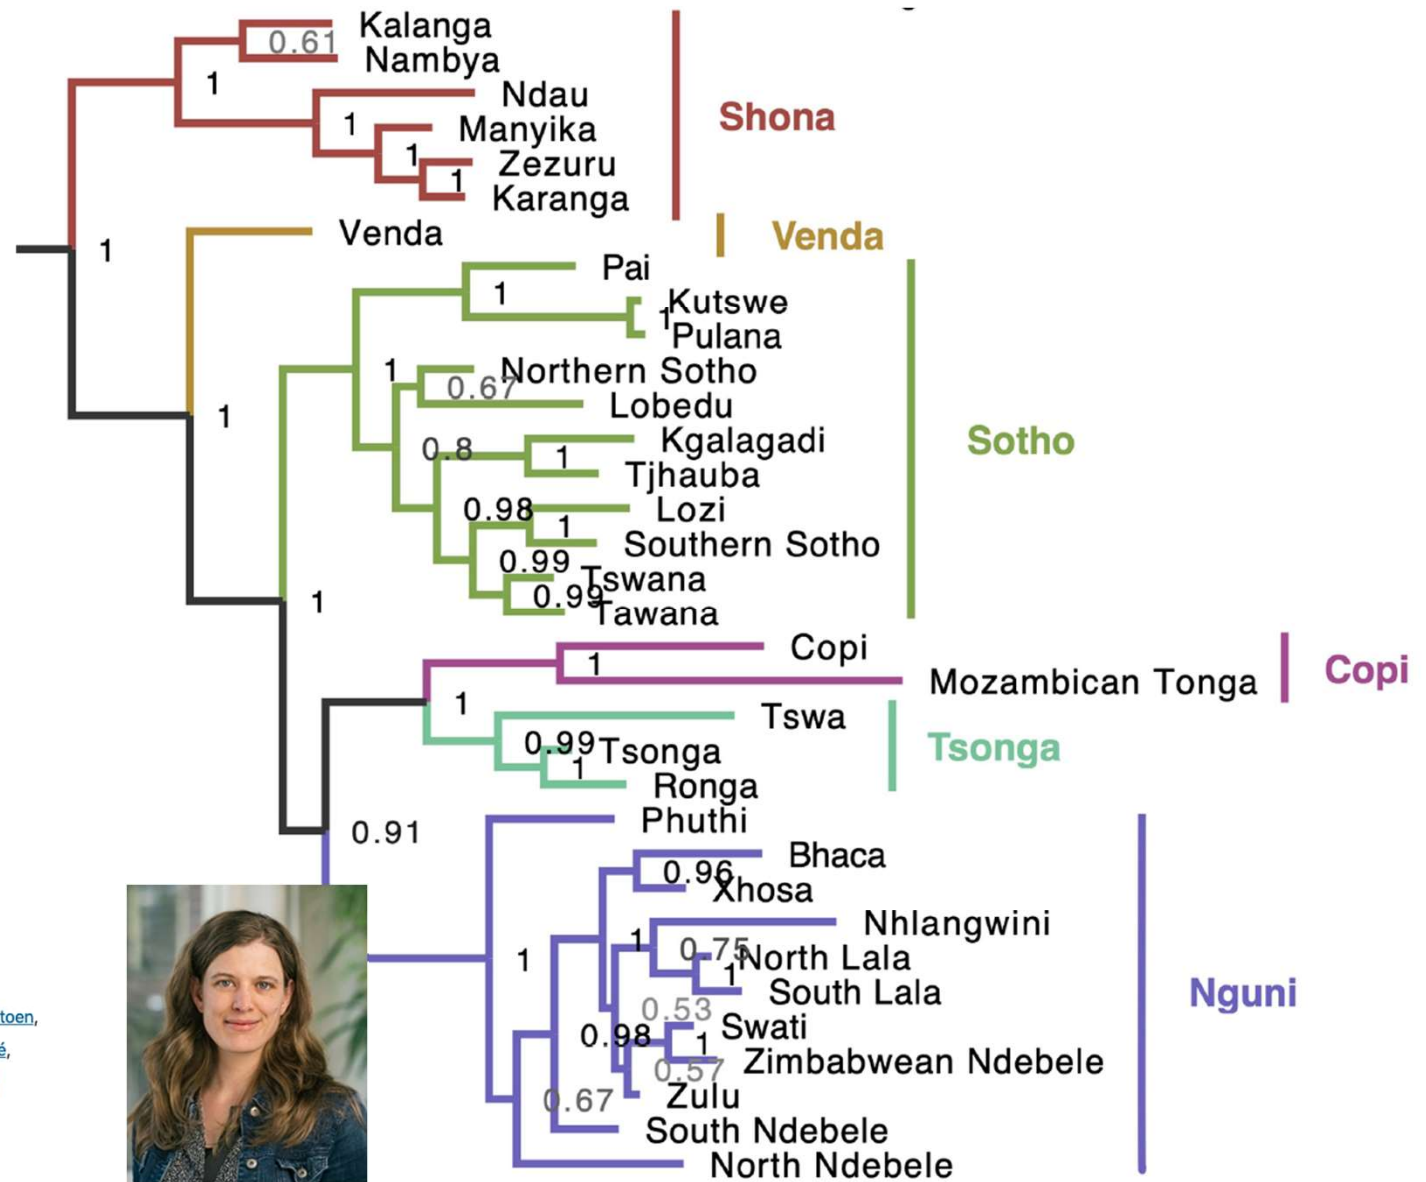 Kalanga
0.61
Nambya
1
Ndau
1
Manyika
1
Zezuru
1
Karanga
Shona
1
Venda
Venda
Pai
1
Kutswe
1
Pulana
1
Northern Sotho
0.67
Lobedu
1
Kgalagadi
0.8
1
Tjhauba
Sotho
0.98
Lozi
1
Southern Sotho
0.99
Tswana
0.99
Tawana
1
Copi
1
Mozambican Tonga
Copi
1
Tswa
0.99
Tsonga
1
Ronga
Tsonga
0.91
Phuthi
Bhaca
0.96
Xhosa
1
Nhlangwini
1
0.75
North Lala
1
South Lala
Nguni
0.53
0.98
Swati
1
Zimbabwean Ndebele
0.57
Zulu
0.67
South Ndebele
North Ndebele
toen,
é,